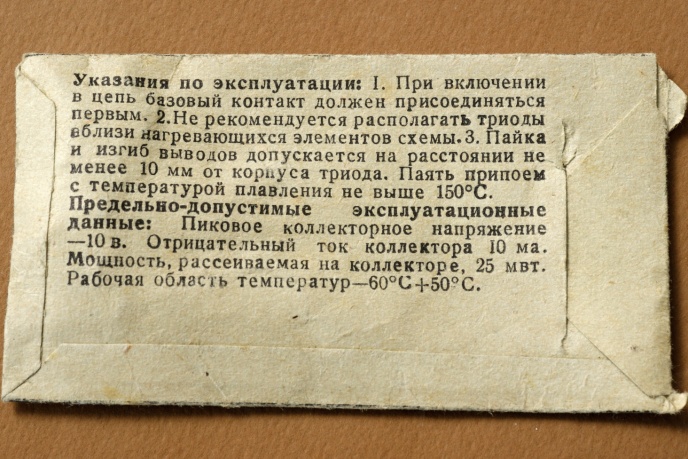 Указания по эксплуатации: 1. При включении
в цепь базовый контакт должен присоединяться
первым. 2.Не рекомендуется располагать триоды
вблизи нагревающихся элементов схемы. 3. Пайка
и изгиб выводов допускается на расстоянии не
менее 10 мм от корпуса триода. Паять припоем
с температурой плавления не выше 150°С.
Предельно-допустимые эксплуатационные
данные: Пиковое коллекторное напряжение
—10 в. Отрицательный ток коллектора 10 ма.
Мощность, рассеиваемая на коллекторе, 25 мвт.
Рабочая область температур—60°С+50°С.